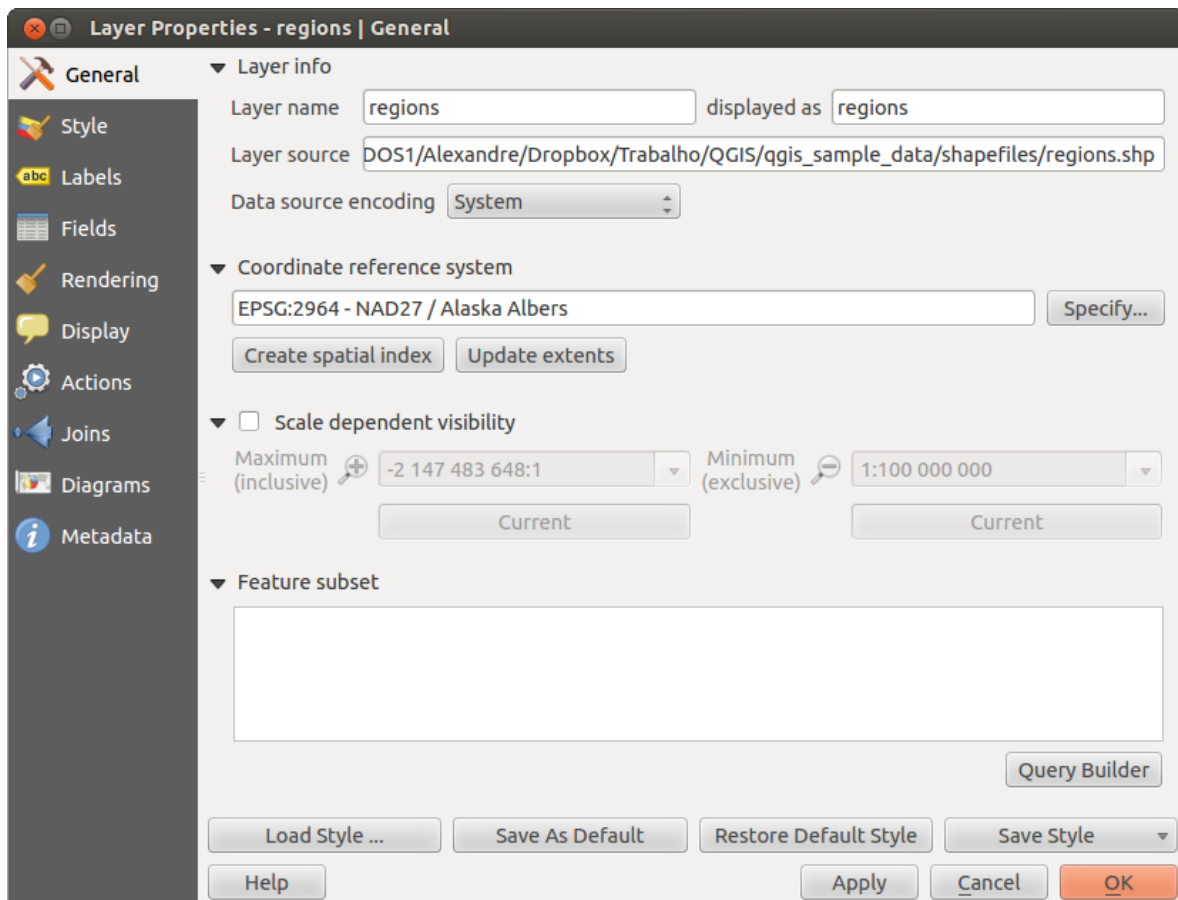 Layer Properties - regions | General
General
Style
abc Labels
Fields
Rendering
Display
Actions
Joins
Diagrams
Metadata
Layer info
Layer name regions displayed as regions
Layer source DOS1/Alexandre/Dropbox/Trabalho/QGIS/qgis_sample_data/shapefiles/regions.shp
Data source encoding System
Coordinate reference system
EPSG:2964 - NAD27 / Alaska Albers Specify...
Create spatial index Update extents
Scale dependent visibility
Maximum (inclusive) -2 147 483 648:1 Minimum (exclusive) 1:100 000 000
Current Current
Feature subset
Query Builder
Load Style ... Save As Default Restore Default Style Save Style
Help Apply Cancel OK